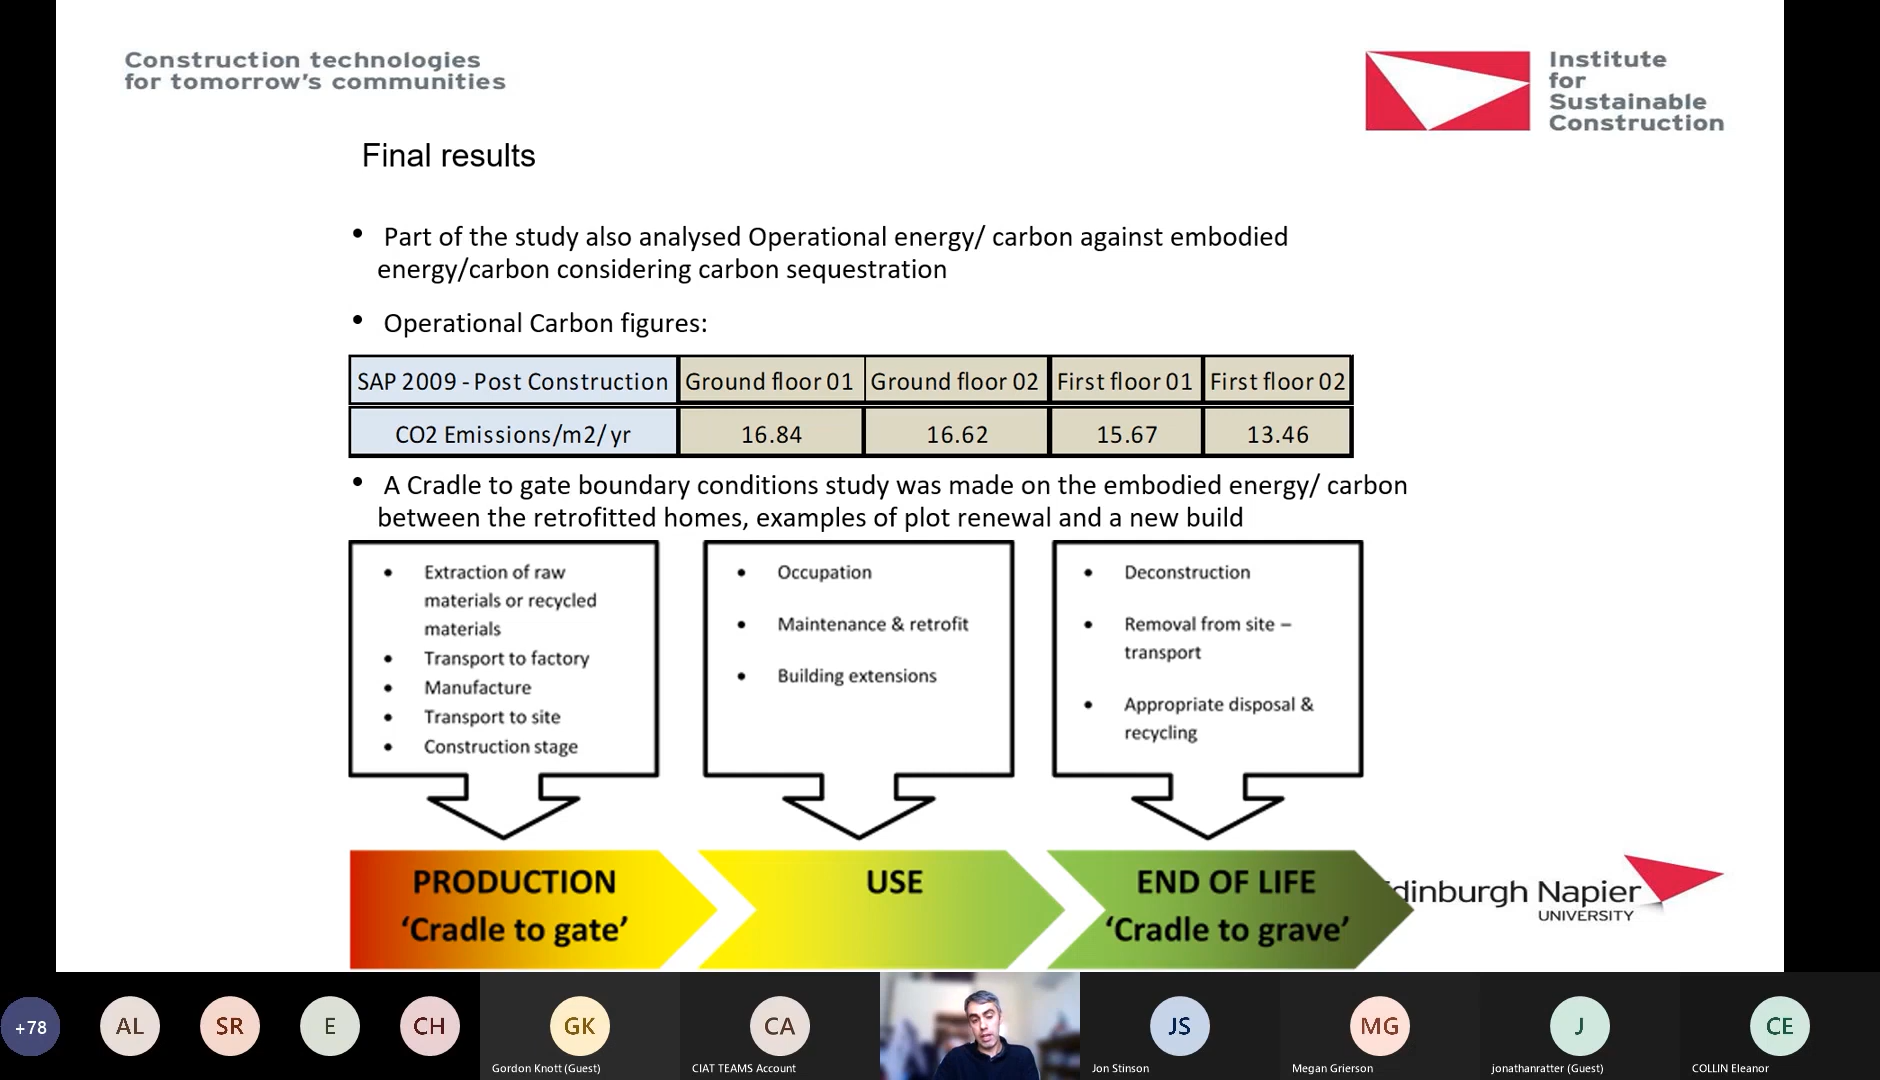 Construction technologies
for tomorrow's communities
Institute
for
Sustainable
Construction
Final results
• Part of the study also analysed Operational energy/ carbon against embodied
energy/carbon considering carbon sequestration
• Operational Carbon figures:
SAP 2009 - Post Construction Ground floor 01 Ground floor 02 First floor 01 First floor 02
CO2 Emissions/m2/ yr 16.84 16.62 15.67 13.46
• A Cradle to gate boundary conditions study was made on the embodied energy/ carbon
between the retrofitted homes, examples of plot renewal and a new build
• Extraction of raw
materials or recycled
materials
• Transport to factory
• Manufacture
• Transport to site
• Construction stage
• Occupation
• Maintenance & retrofit
• Building extensions
• Deconstruction
• Removal from site –
transport
• Appropriate disposal &
recycling
PRODUCTION
‘Cradle to gate’
USE
END OF LIFE
‘Cradle to grave’
dinburgh Napier
UNIVERSITY
+78
AL
SR
E
CH
GK
Gordon Knott (Guest)
CA
CIAT TEAMS Account
JS
Jon Stinson
MG
Megan Grierson
J
jonathanratter (Guest)
CE
COLLIN Eleanor